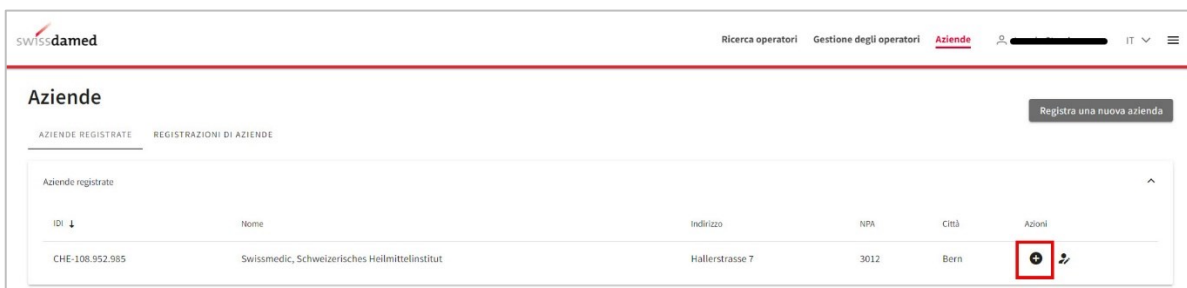 swissdamed
Ricerca operatori Gestione degli operatori Aziende IT
Aziende
Registra una nuova azienda
AZIENDE REGISTRATE REGISTRAZIONI DI AZIENDE
Aziende registrate
IDI ↓ Nome Indirizzo NPA Città Azioni
CHE-108.952.985 Swissmedic, Schweizerisches Heilmittelinstitut Hallerstrasse 7 3012 Bern